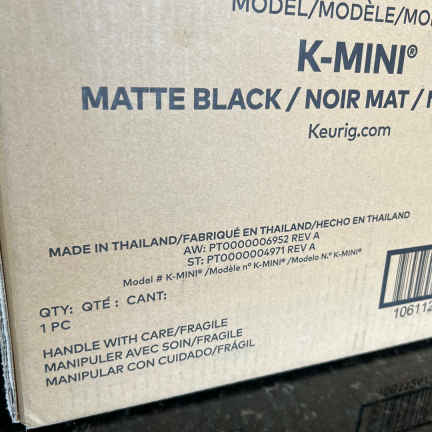 MODEL/MODÈLE/MO
K-MINI®
MATTE BLACK / NOIR MAT /
Keurig.com
MADE IN THAILAND/FABRIQUÉ EN THAILAND/HECHO EN THAILAND
AW: PT0000006952 REV A
ST: PT0000004971 REV A
Model # K-MINI® /Modèle n° K-MINI® /Modelo N.° K-MINI®
QTY: QTÉ : CANT:
1 PC
106112
HANDLE WITH CARE/FRAGILE
MANIPULER AVEC SOIN/FRAGILE
MANIPULAR CON CUIDADO/FRÁGIL